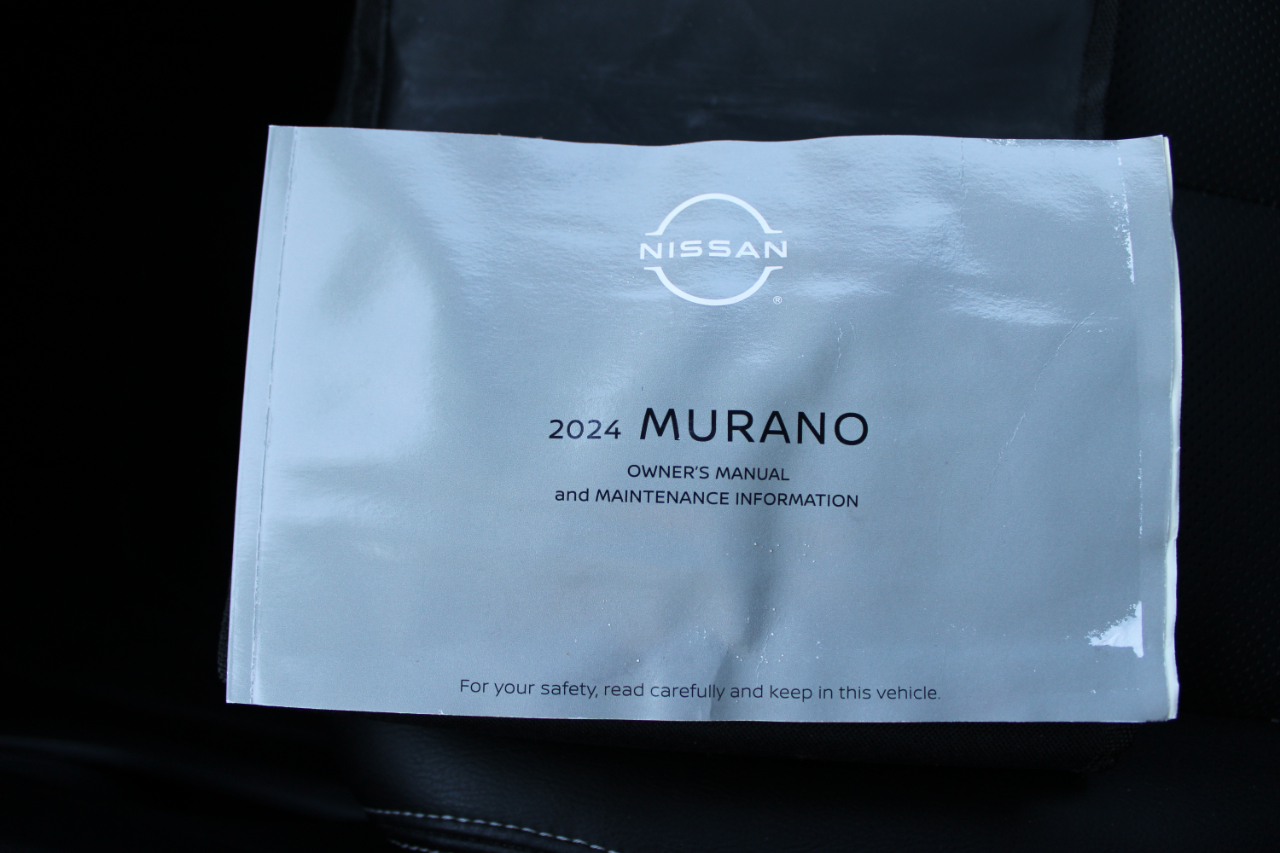 NISSAN
®
2024 MURANO
OWNER'S MANUAL
and MAINTENANCE INFORMATION
For your safety, read carefully and keep in this vehicle.